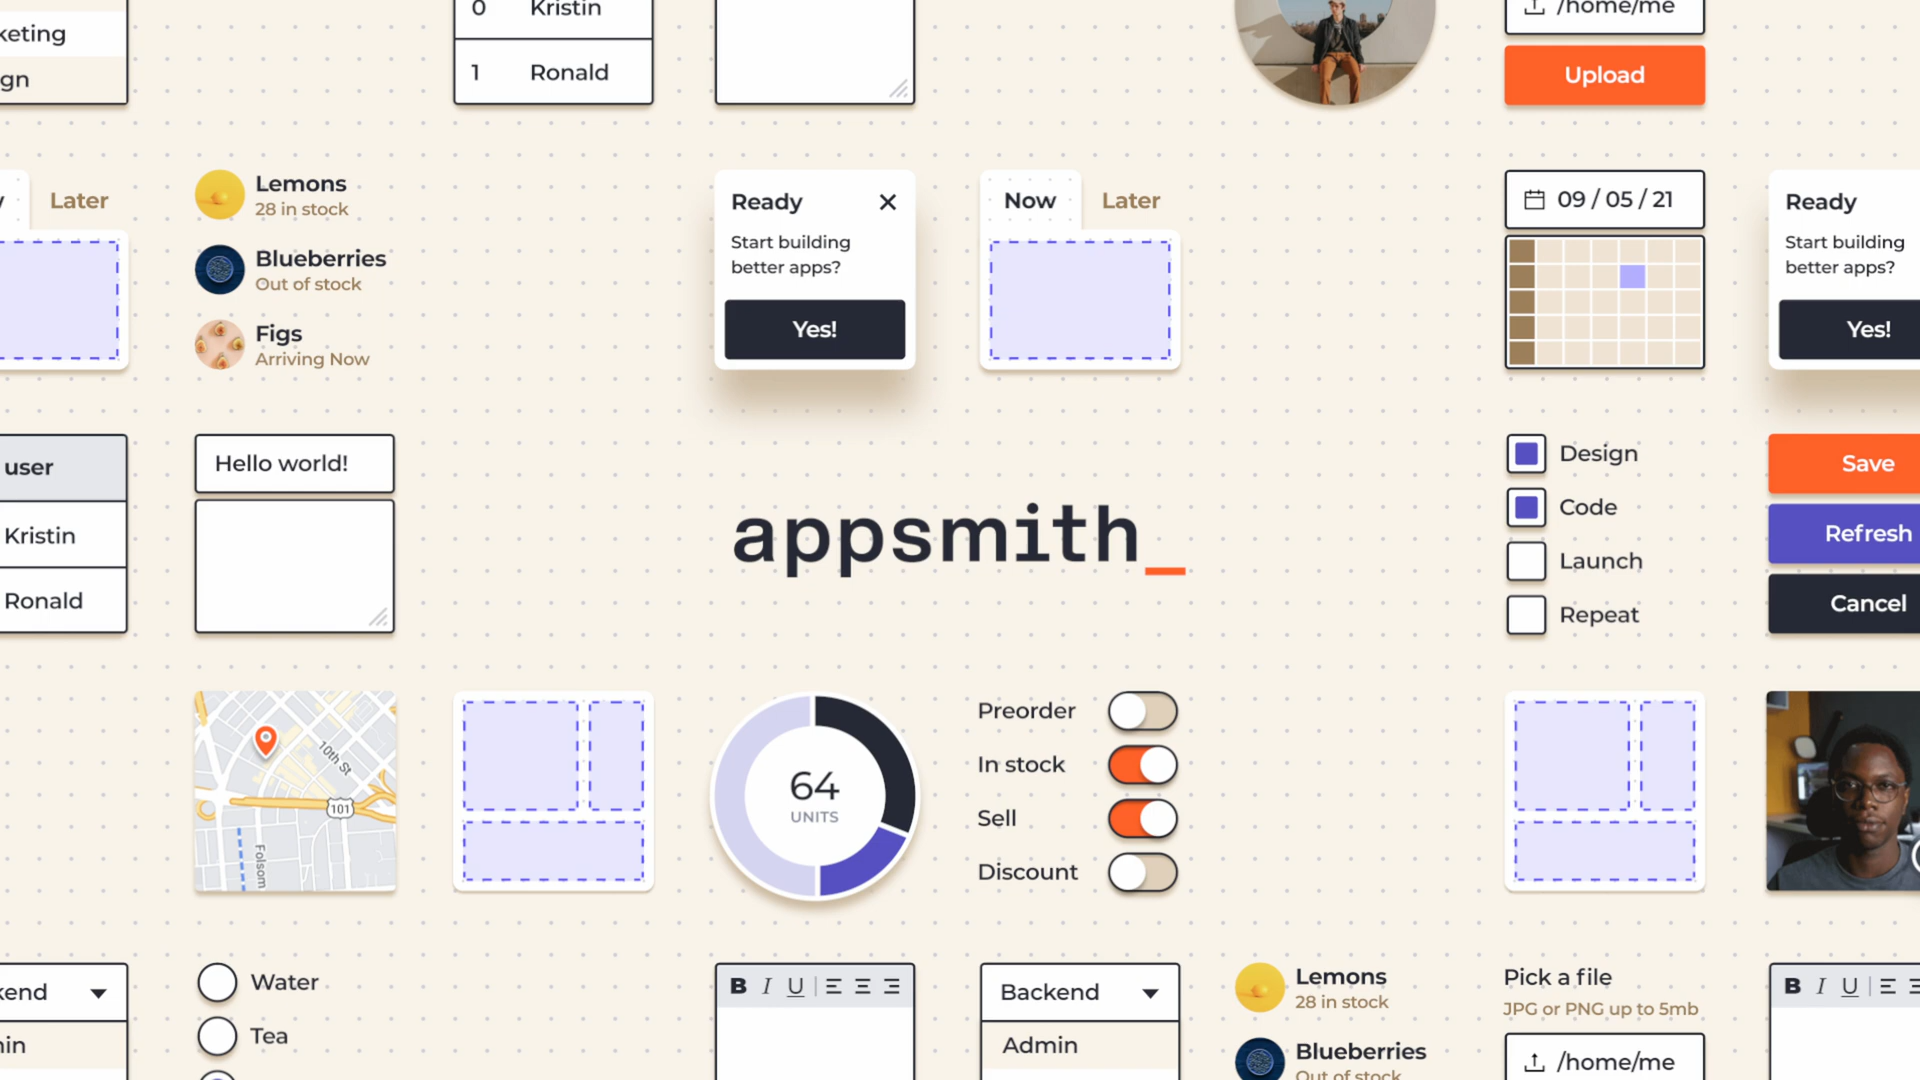 keting
gn
0 Kristin
1 Ronald
/home/me
Upload
Later
Lemons
28 in stock
Blueberries
Out of stock
Figs
Arriving Now
Ready
Start building
better apps?
Yes!
Now
Later
09 / 05 / 21
Ready
Start building
better apps?
Yes!
user
Kristin
Ronald
Hello world!
appsmith_
Design
Code
Launch
Repeat
Save
Refresh
Cancel
10th St
101
Folsom
64
UNITS
Preorder
In stock
Sell
Discount
kend
in
Water
Tea
B I U
Backend
Admin
Lemons
28 in stock
Blueberries
Out of stock
Pick a file
JPG or PNG up to 5mb
/home/me
B I U